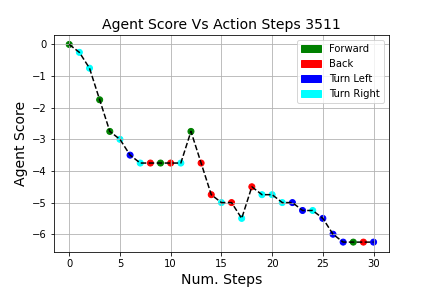 Agent Score Vs Action Steps 3511
Forward
Back
Turn Left
Turn Right
Agent Score
0
−1
−2
−3
−4
−5
−6
0 5 10 15 20 25 30
Num. Steps